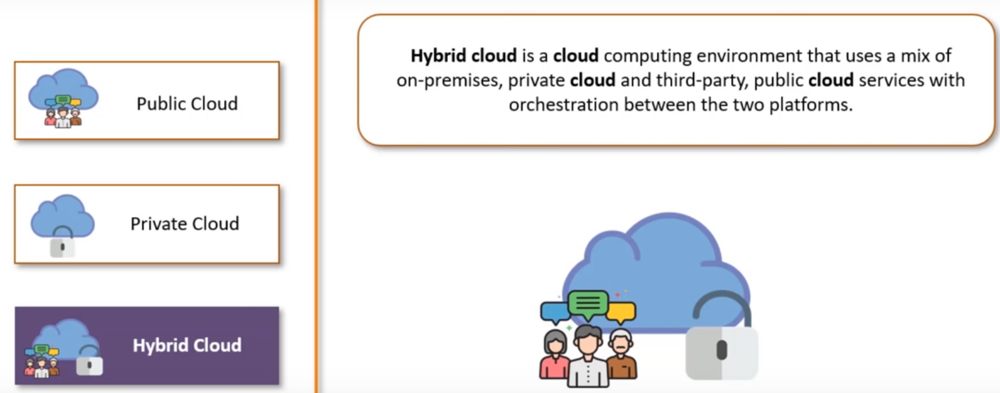 Public Cloud
Private Cloud
Hybrid Cloud
Hybrid cloud is a cloud computing environment that uses a mix of
on-premises, private cloud and third-party, public cloud services with
orchestration between the two platforms.